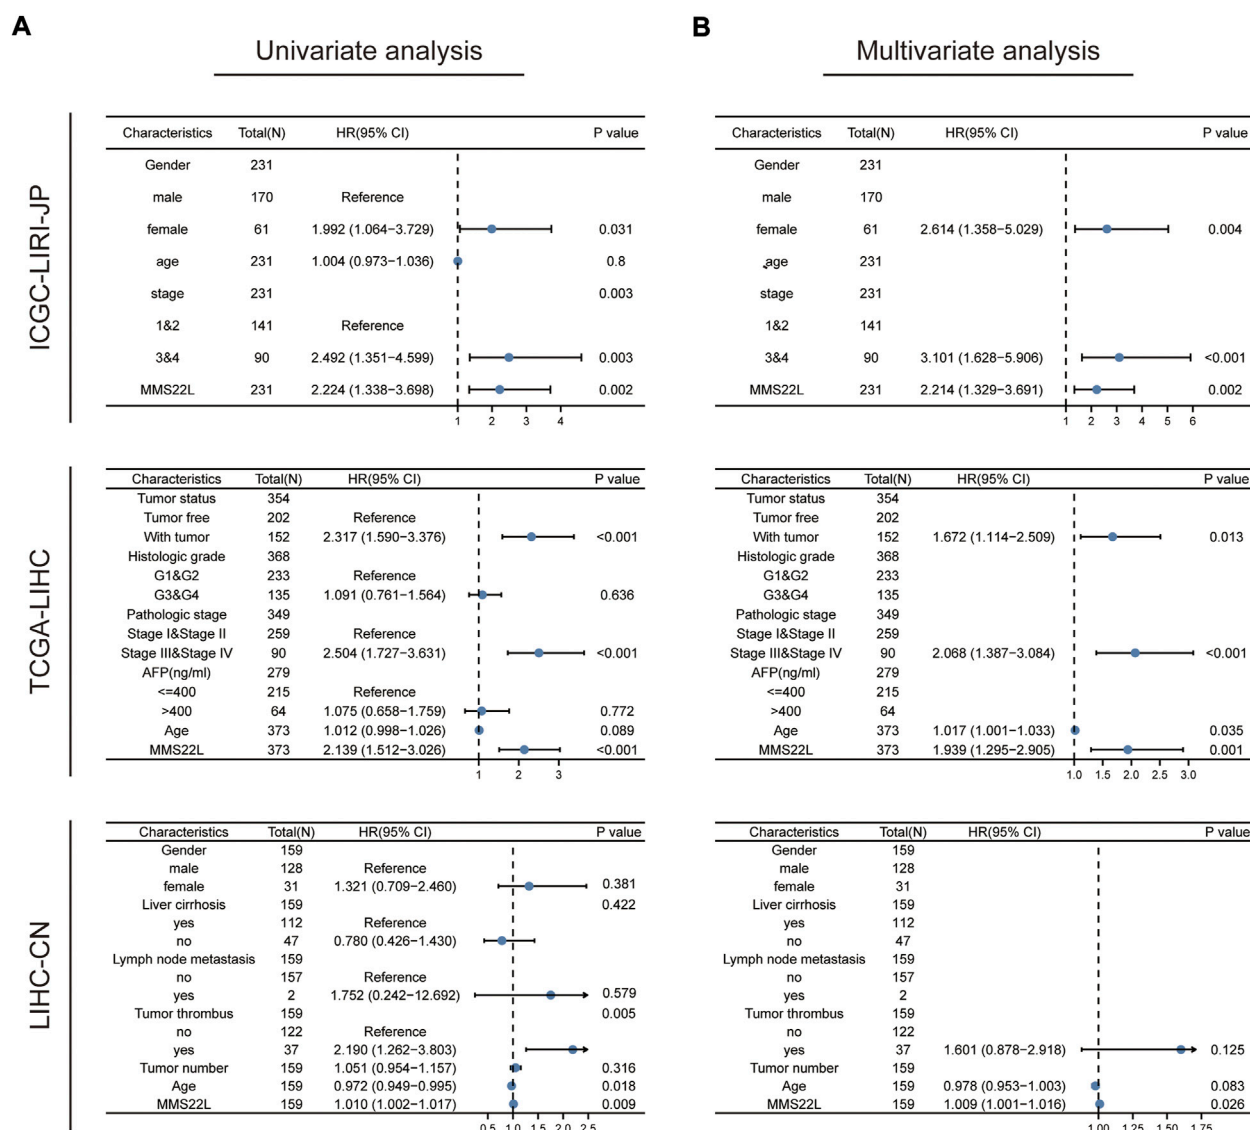 A
Univariate analysis
ICGC-LIRI-JP
Characteristics Total(N) HR(95% CI) P value
Gender 231
male 170 Reference
female 61 1.992 (1.064−3.729) 0.031
age 231 1.004 (0.973−1.036) 0.8
stage 231 0.003
1&2 141 Reference
3&4 90 2.492 (1.351−4.599) 0.003
MMS22L 231 2.224 (1.338−3.698) 0.002
1 2 3 4
TCGA-LIHC
Characteristics Total(N) HR(95% CI) P value
Tumor status 354
Tumor free 202 Reference
With tumor 152 2.317 (1.590−3.376) <0.001
Histologic grade 368
G1&G2 233 Reference
G3&G4 135 1.091 (0.761−1.564) 0.636
Pathologic stage 349
Stage I&Stage II 259 Reference
Stage III&Stage IV 90 2.504 (1.727−3.631) <0.001
AFP(ng/ml) 279
<=400 215 Reference
>400 64 1.075 (0.658−1.759) 0.772
Age 373 1.012 (0.998−1.026) 0.089
MMS22L 373 2.139 (1.512−3.026) <0.001
1 2 3
LIHC-CN
Characteristics Total(N) HR(95% CI) P value
Gender 159
male 128 Reference
female 31 1.321 (0.709−2.460) 0.381
Liver cirrhosis 159 0.422
yes 112 Reference
no 47 0.780 (0.426−1.430)
Lymph node metastasis 159
no 157 Reference
yes 2 1.752 (0.242−12.692) 0.579
Tumor thrombus 159 0.005
no 122 Reference
yes 37 2.190 (1.262−3.803)
Tumor number 159 1.051 (0.954−1.157) 0.316
Age 159 0.972 (0.949−0.995) 0.018
MMS22L 159 1.010 (1.002−1.017) 0.009
0.5 1.0 1.5 2.0 2.5
B
Multivariate analysis
Characteristics Total(N) HR(95% CI) P value
Gender 231
male 170
female 61 2.614 (1.358−5.029) 0.004
age 231
stage 231
1&2 141
3&4 90 3.101 (1.628−5.906) <0.001
MMS22L 231 2.214 (1.329−3.691) 0.002
1 2 3 4 5 6
Characteristics Total(N) HR(95% CI) P value
Tumor status 354
Tumor free 202
With tumor 152 1.672 (1.114−2.509) 0.013
Histologic grade 368
G1&G2 233
G3&G4 135
Pathologic stage 349
Stage I&Stage II 259
Stage III&Stage IV 90 2.068 (1.387−3.084) <0.001
AFP(ng/ml) 279
<=400 215
>400 64
Age 373 1.017 (1.001−1.033) 0.035
MMS22L 373 1.939 (1.295−2.905) 0.001
1.0 1.5 2.0 2.5 3.0
Characteristics Total(N) HR(95% CI) P value
Gender 159
male 128
female 31
Liver cirrhosis 159
yes 112
no 47
Lymph node metastasis 159
no 157
yes 2
Tumor thrombus 159
no 122
yes 37 1.601 (0.878−2.918) 0.125
Tumor number 159
Age 159 0.978 (0.953−1.003) 0.083
MMS22L 159 1.009 (1.001−1.016) 0.026
1.00 1.25 1.50 1.75